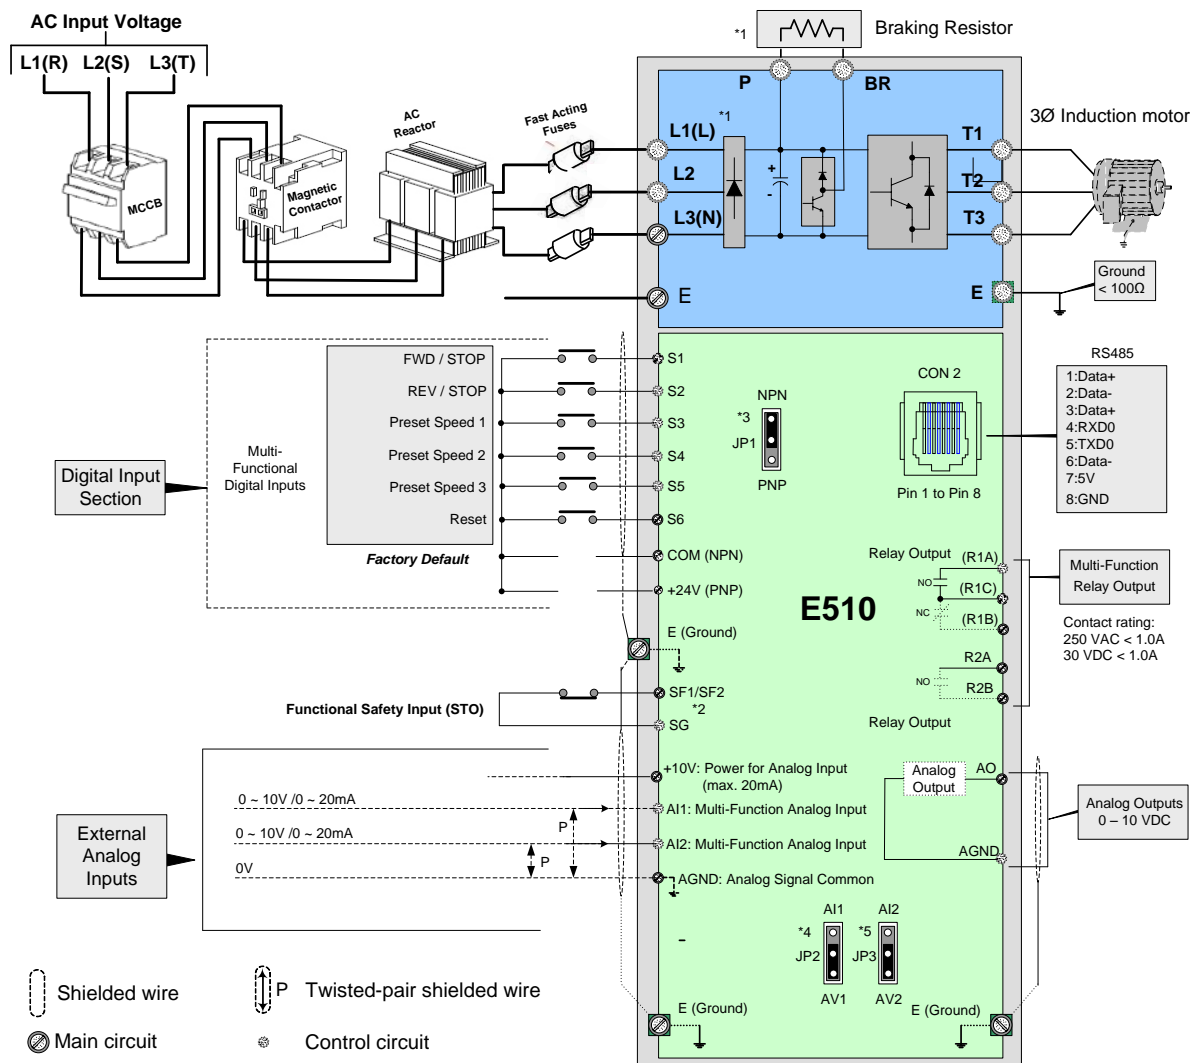 AC Input Voltage
L1(R) L2(S) L3(T)
*1
Braking Resistor
P
BR
MCCB
Magnetic
Contactor
AC
Reactor
Fast Acting
Fuses
L1(L)
*1
L2
L3(N)
E
+
-
T1
T2
T3
E
3Ø Induction motor
Ground
< 100Ω
Digital Input
Section
Multi-
Functional
Digital Inputs
FWD / STOP
REV / STOP
Preset Speed 1
Preset Speed 2
Preset Speed 3
Reset
Factory Default
S1
S2
S3
S4
S5
S6
COM (NPN)
+24V (PNP)
E (Ground)
NPN
*3
JP1
PNP
CON 2
Pin 1 to Pin 8
RS485
1:Data+
2:Data-
3:Data+
4:RXD0
5:TXD0
6:Data-
7:5V
8:GND
E510
Relay Output
(R1A)
NO
(R1C)
NC
(R1B)
R2A
NO
R2B
Relay Output
Multi-Function
Relay Output
Contact rating:
250 VAC < 1.0A
30 VDC < 1.0A
Functional Safety Input (STO)
SF1/SF2
*2
SG
External
Analog
Inputs
+10V: Power for Analog Input
(max. 20mA)
0 ~ 10V /0 ~ 20mA
AI1: Multi-Function Analog Input
P
0 ~ 10V /0 ~ 20mA
AI2: Multi-Function Analog Input
P
0V
AGND: Analog Signal Common
Analog
Output
AO
AGND
Analog Outputs
0 – 10 VDC
-
AI1
*4
JP2
AV1
AI2
*5
JP3
AV2
E (Ground)
E (Ground)
Shielded wire
P Twisted-pair shielded wire
Main circuit
Control circuit